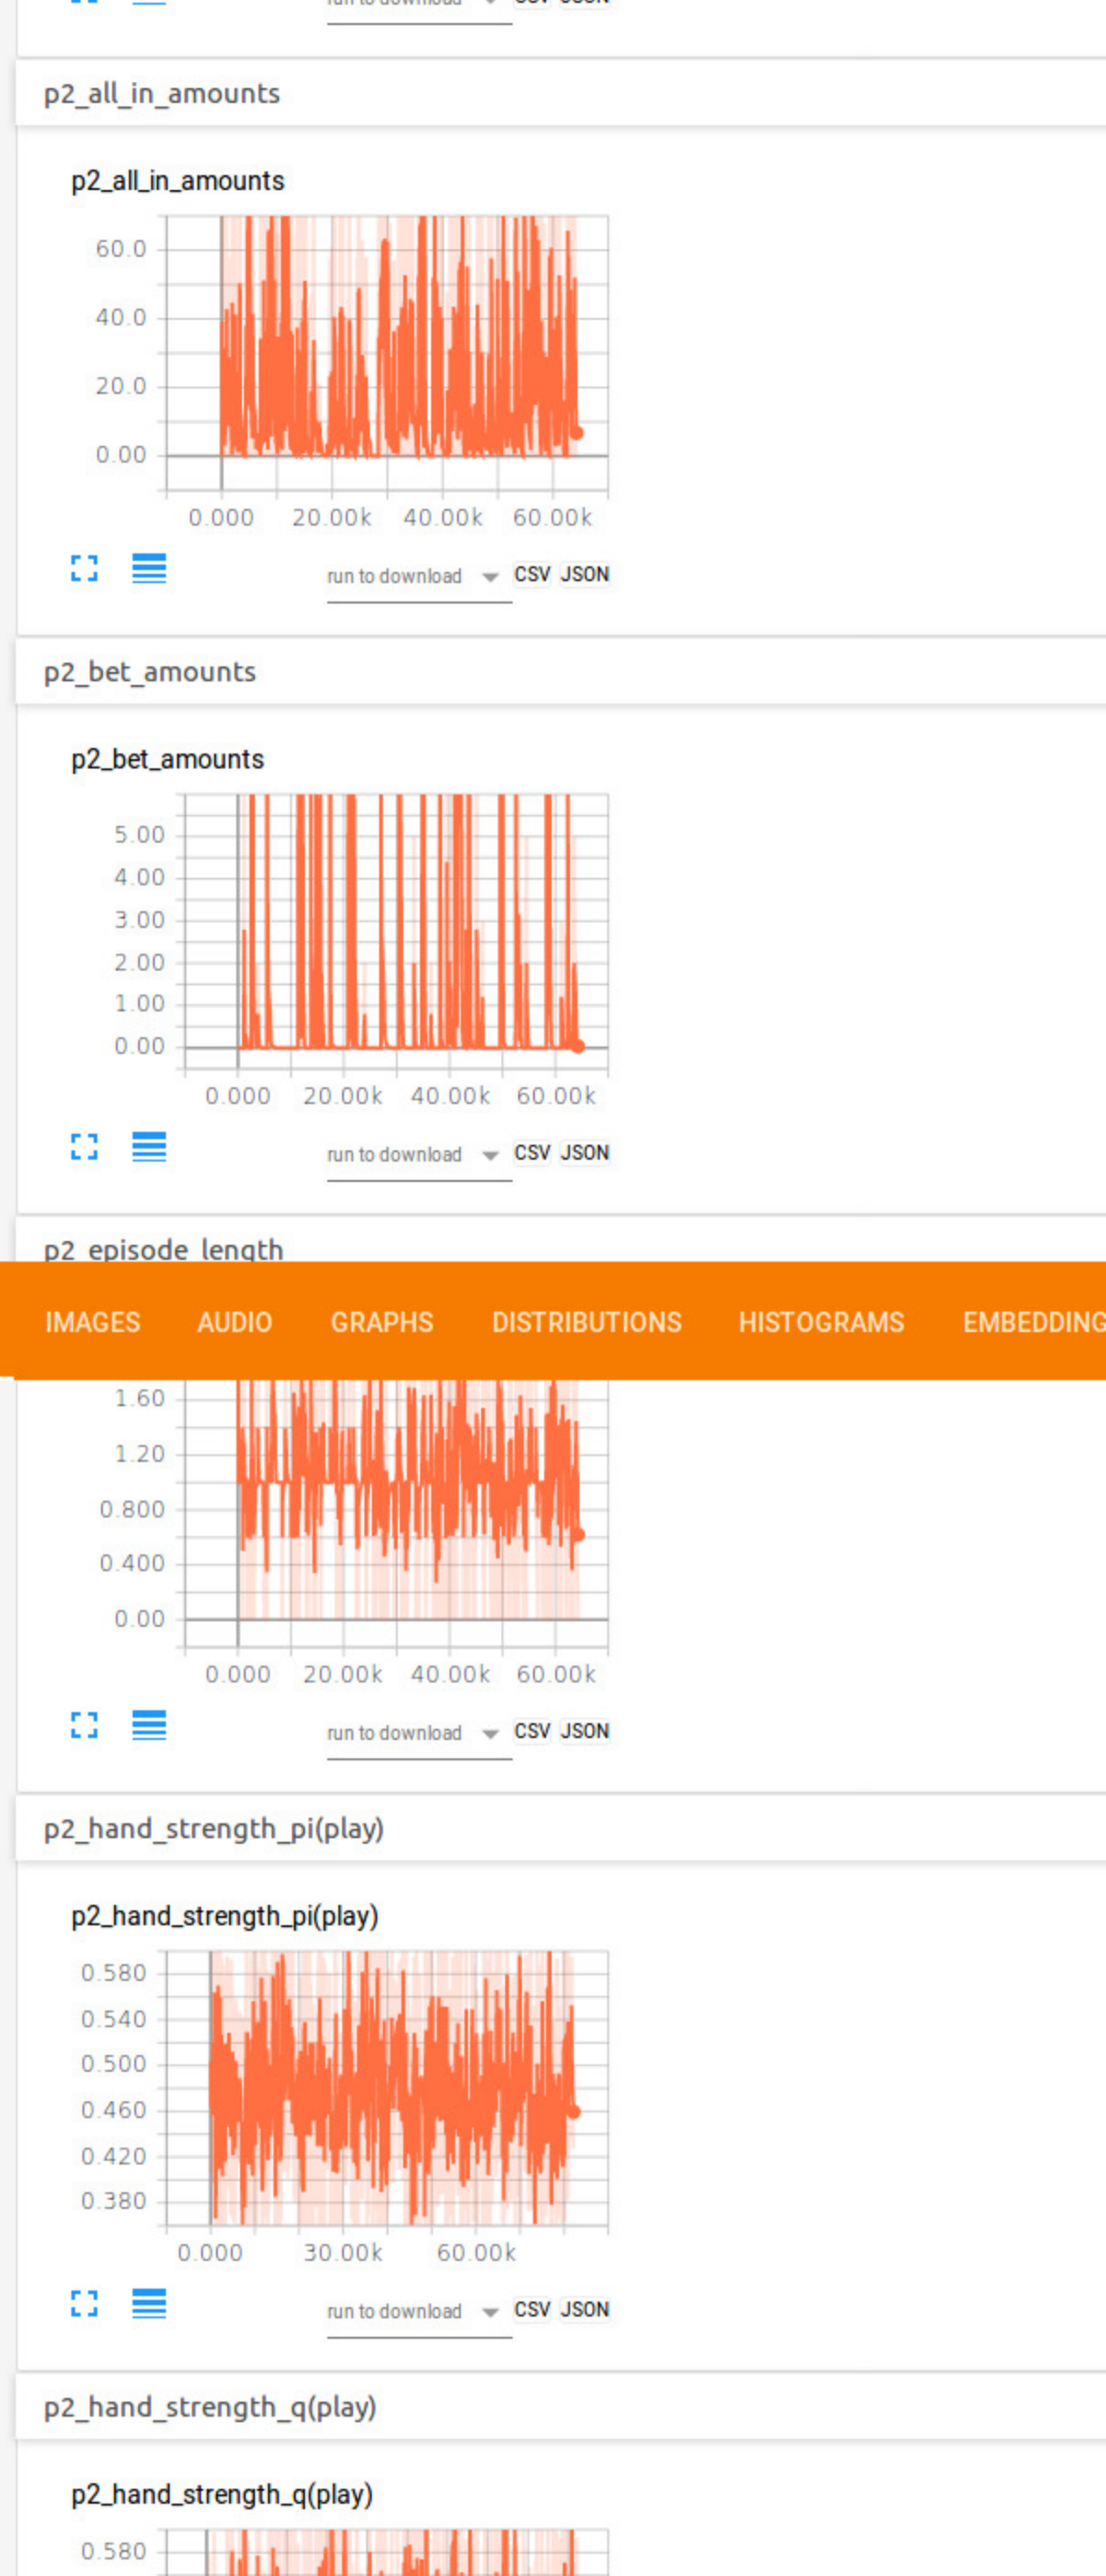 run to download CSV JSON
p2_all_in_amounts
p2_all_in_amounts
60.0
40.0
20.0
0.00
0.000 20.00k 40.00k 60.00k
run to download CSV JSON
p2_bet_amounts
p2_bet_amounts
5.00
4.00
3.00
2.00
1.00
0.00
0.000 20.00k 40.00k 60.00k
run to download CSV JSON
p2_episode_length
IMAGES AUDIO GRAPHS DISTRIBUTIONS HISTOGRAMS EMBEDDING
1.60
1.20
0.800
0.400
0.00
0.000 20.00k 40.00k 60.00k
run to download CSV JSON
p2_hand_strength_pi(play)
p2_hand_strength_pi(play)
0.580
0.540
0.500
0.460
0.420
0.380
0.000 30.00k 60.00k
run to download CSV JSON
p2_hand_strength_q(play)
p2_hand_strength_q(play)
0.580